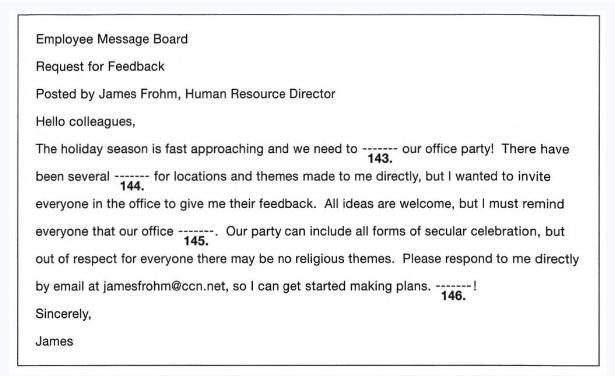 Employee Message Board
Request for Feedback
Posted by James Frohm, Human Resource Director
Hello colleagues,
The holiday season is fast approaching and we need to ------- our office party! There have
143.
been several ------- for locations and themes made to me directly, but I wanted to invite
144.
everyone in the office to give me their feedback. All ideas are welcome, but I must remind
everyone that our office -------. Our party can include all forms of secular celebration, but
145.
out of respect for everyone there may be no religious themes. Please respond to me directly
by email at jamesfrohm@ccn.net, so I can get started making plans. -------!
146.
Sincerely,
James